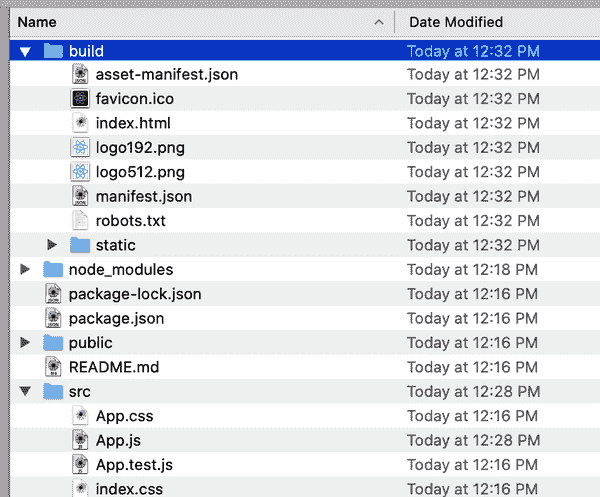 Name Date Modified
build Today at 12:32 PM
asset-manifest.json Today at 12:32 PM
favicon.ico Today at 12:32 PM
index.html Today at 12:32 PM
logo192.png Today at 12:32 PM
logo512.png Today at 12:32 PM
manifest.json Today at 12:32 PM
robots.txt Today at 12:32 PM
static Today at 12:32 PM
node_modules Today at 12:18 PM
package-lock.json Today at 12:16 PM
package.json Today at 12:16 PM
public Today at 12:16 PM
README.md Today at 12:16 PM
src Today at 12:28 PM
App.css Today at 12:16 PM
App.js Today at 12:28 PM
App.test.js Today at 12:16 PM
index.css Today at 12:16 PM